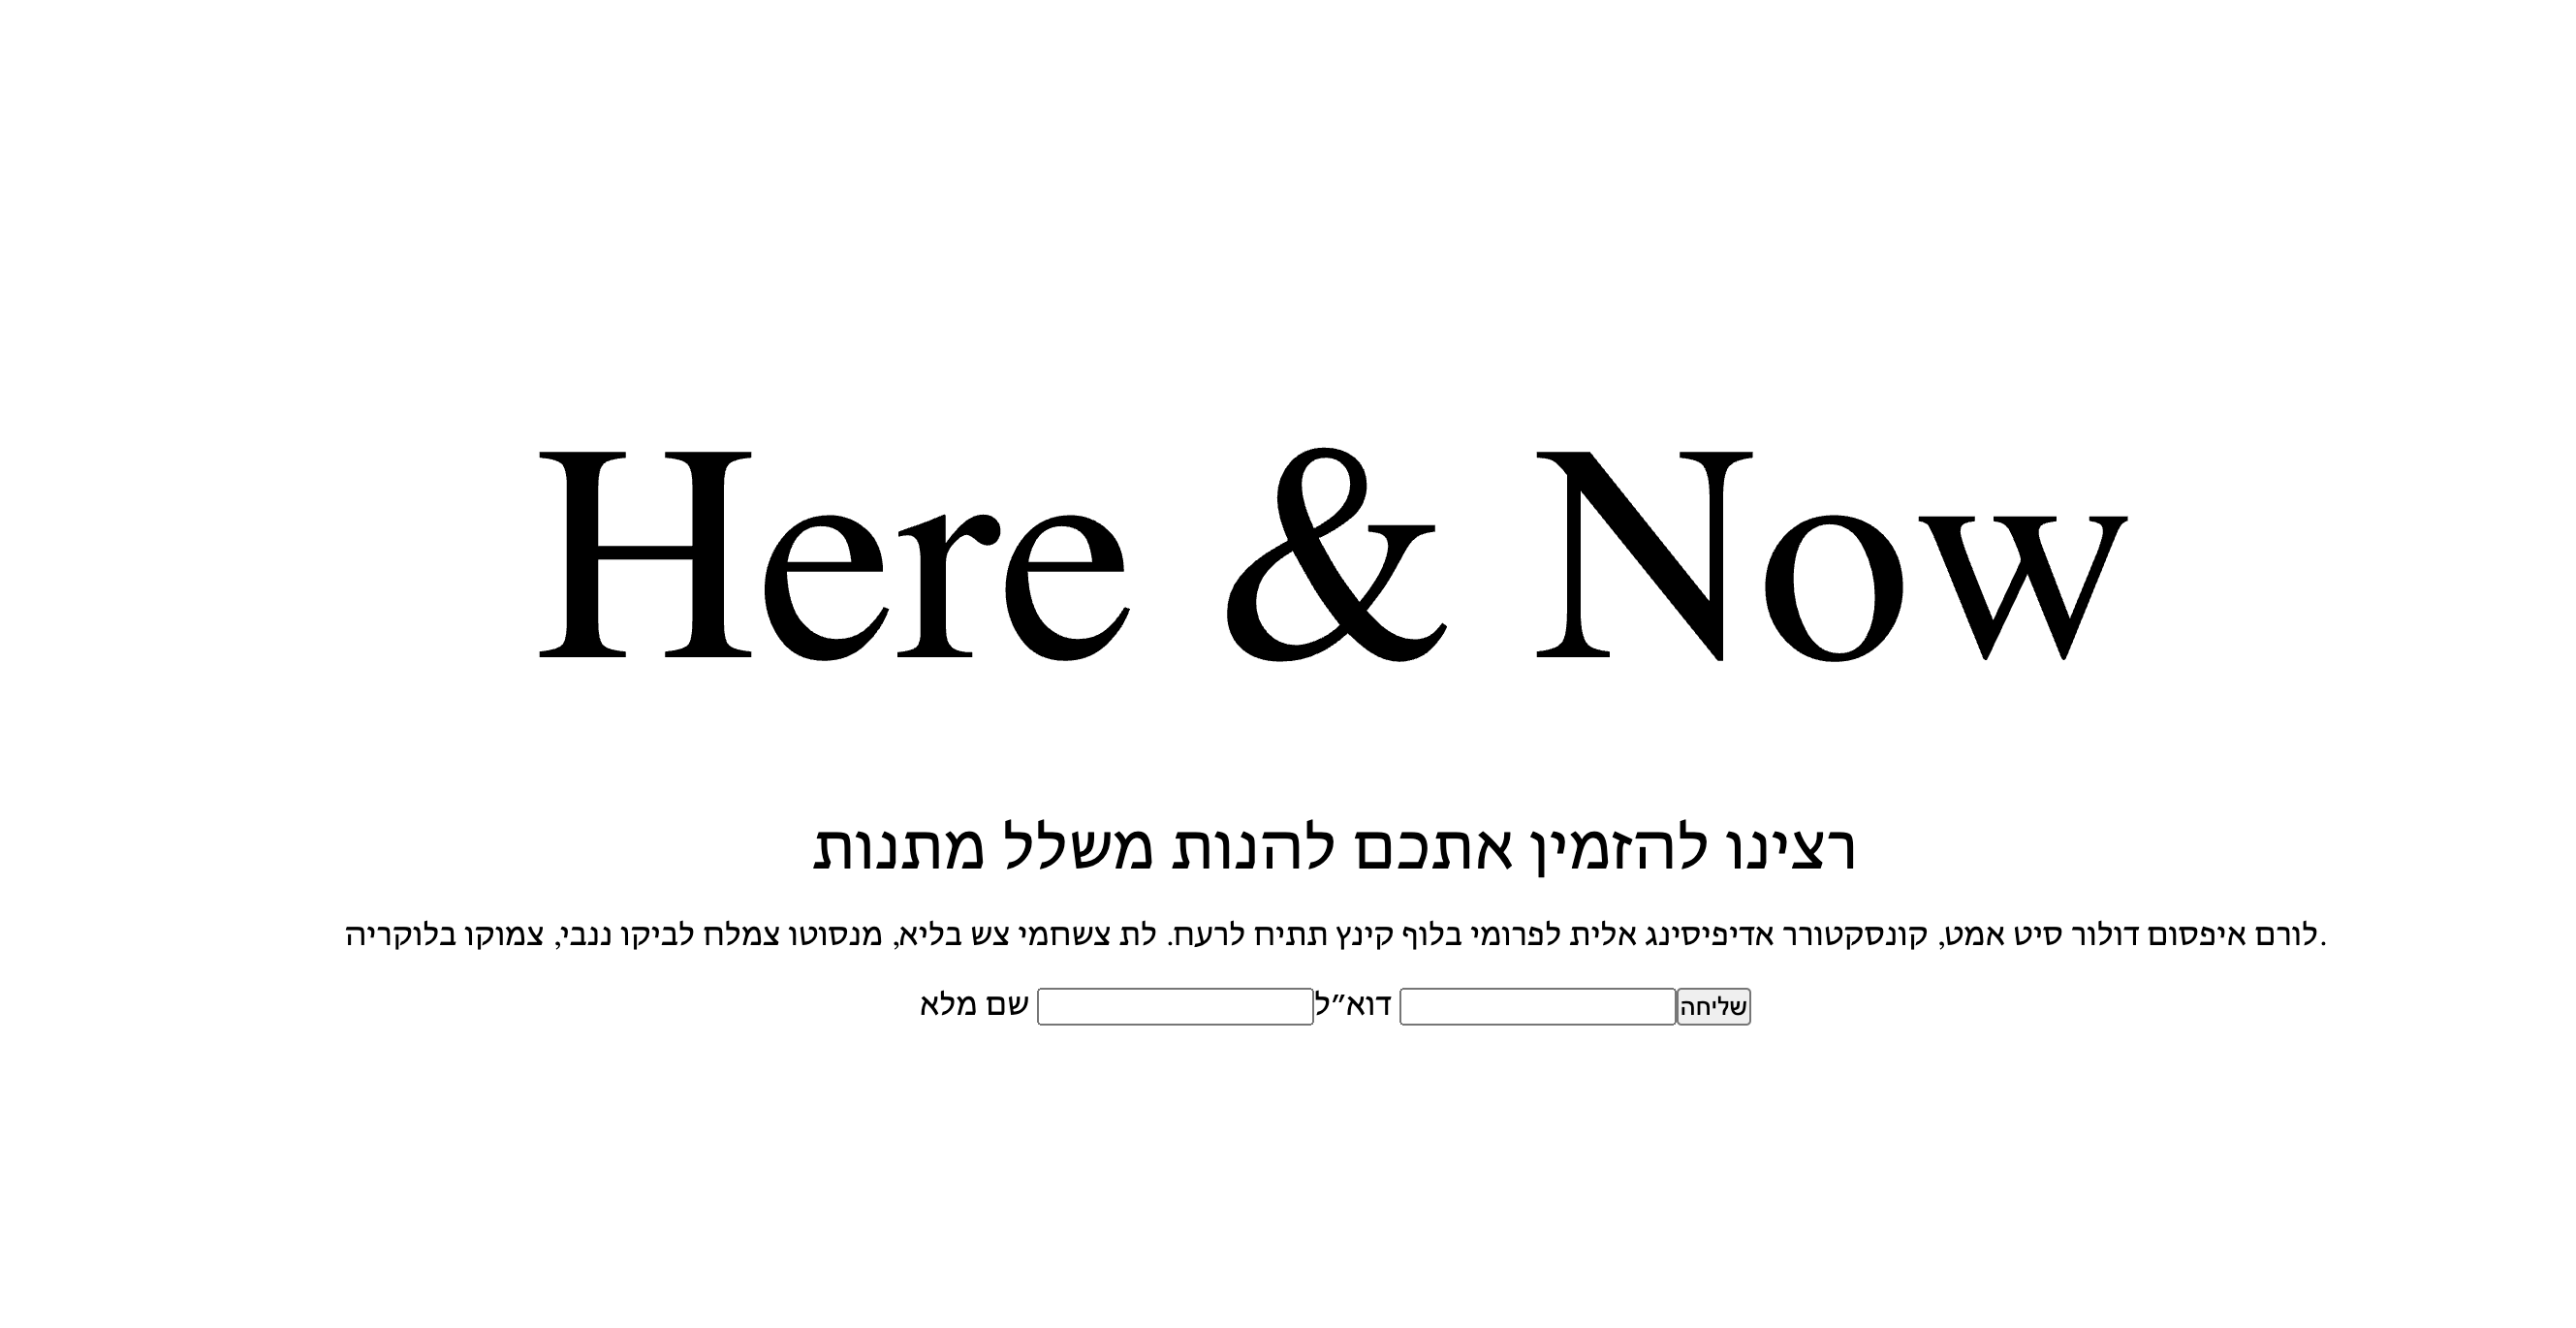 Here & Now
רצינו להזמין אתכם להנות משלל מתנות
לורם איפסום דולור סיט אמט, קונסקטורר אדיפיסינג אלית לפרומי בלוף קינץ תתיח לרעח. לת צשחמי צש בליא, מנסוטו צמלח לביקו ננבי, צמוקו בלוקריה.
שם מלא דוא״ל שליחה